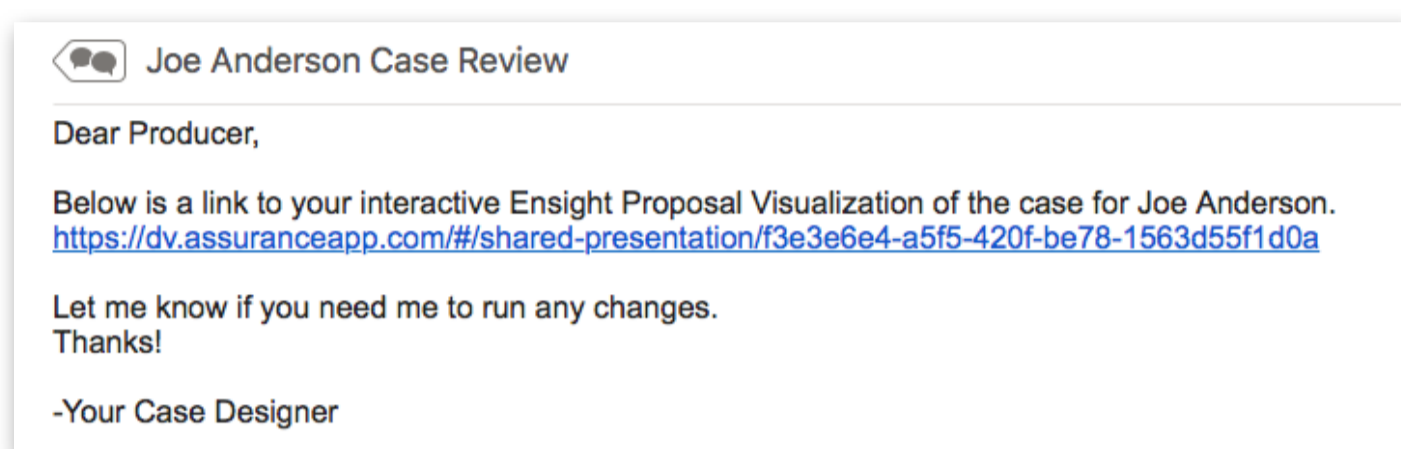 Joe Anderson Case Review
Dear Producer,
Below is a link to your interactive Ensight Proposal Visualization of the case for Joe Anderson.
https://dv.assuranceapp.com/#/shared-presentation/f3e3e6e4-a5f5-420f-be78-1563d55f1d0a
Let me know if you need me to run any changes.
Thanks!
-Your Case Designer